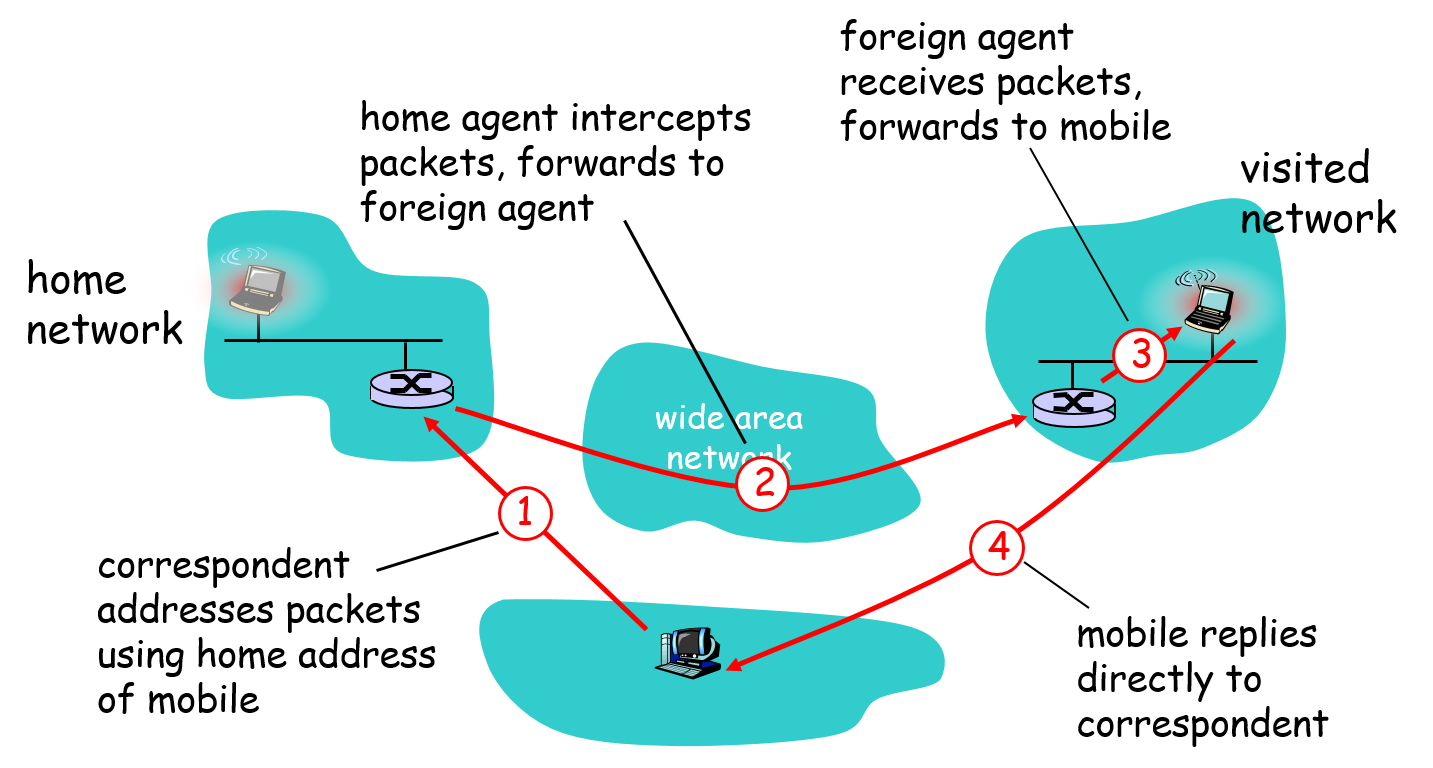 foreign agent
receives packets,
forwards to mobile
home agent intercepts
packets, forwards to
foreign agent
visited
network
home
network
wide area
network
3
2
1
4
correspondent
addresses packets
using home address
of mobile
mobile replies
directly to
correspondent